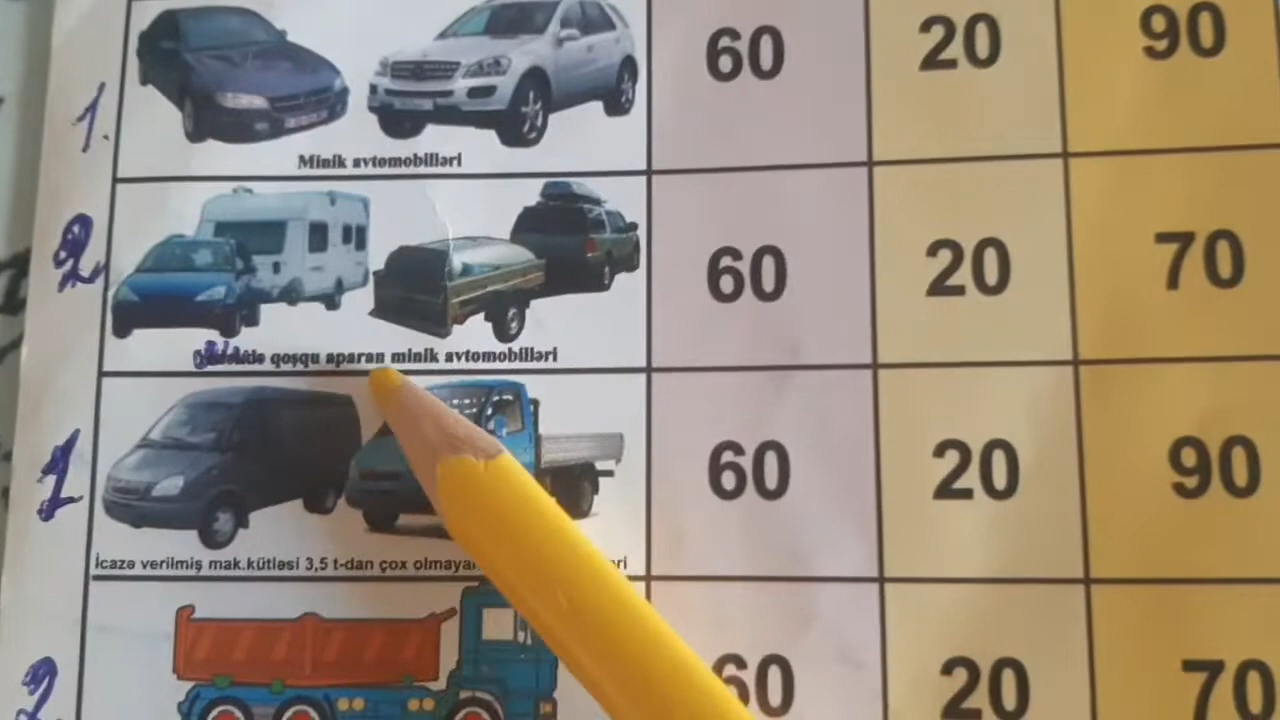 1.
60 20 90
Minik avtomobilləri
2.
60 20 70
qoşqu aparan minik avtomobilləri
1
60 20 90
İcazə verilmiş mak.kütləsi 3,5 t-dan çox
2
60 20 70